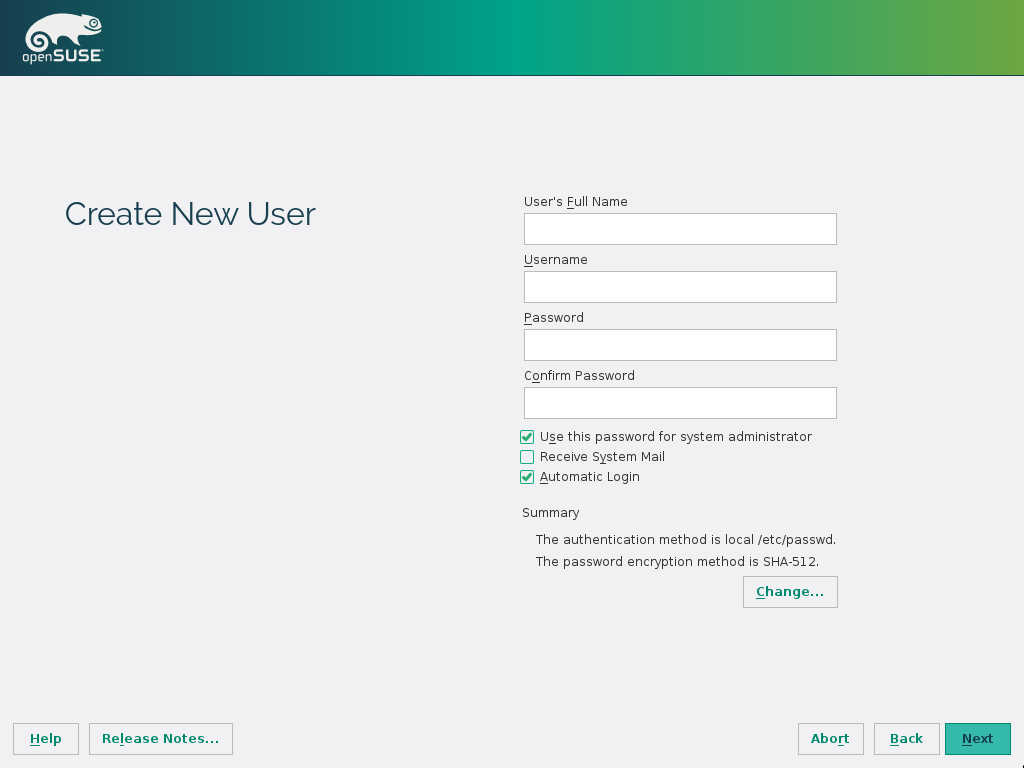 openSUSE
Create New User
User's Full Name
Username
Password
Confirm Password
Use this password for system administrator
Receive System Mail
Automatic Login
Summary
The authentication method is local /etc/passwd.
The password encryption method is SHA-512.
Change...
Help
Release Notes...
Abort
Back
Next